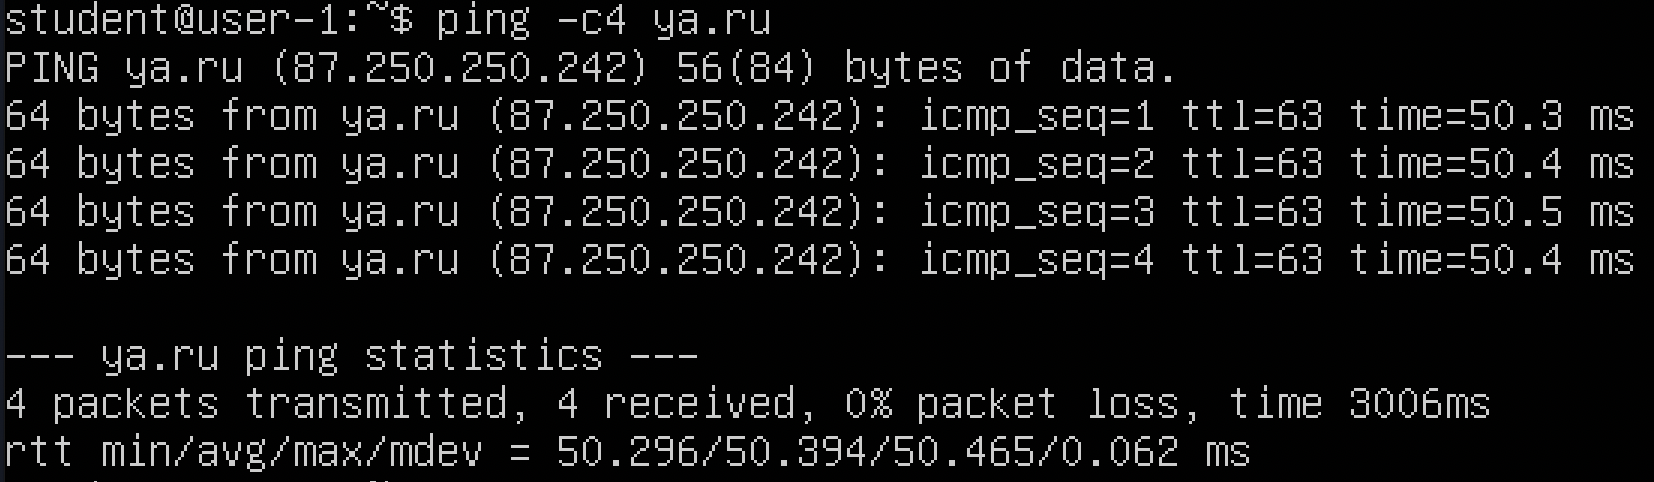 student@user-1:~$ ping -c4 ya.ru
PING ya.ru (87.250.250.242) 56(84) bytes of data.
64 bytes from ya.ru (87.250.250.242): icmp_seq=1 ttl=63 time=50.3 ms
64 bytes from ya.ru (87.250.250.242): icmp_seq=2 ttl=63 time=50.4 ms
64 bytes from ya.ru (87.250.250.242): icmp_seq=3 ttl=63 time=50.5 ms
64 bytes from ya.ru (87.250.250.242): icmp_seq=4 ttl=63 time=50.4 ms
--- ya.ru ping statistics ---
4 packets transmitted, 4 received, 0% packet loss, time 3006ms
rtt min/avg/max/mdev = 50.296/50.394/50.465/0.062 ms